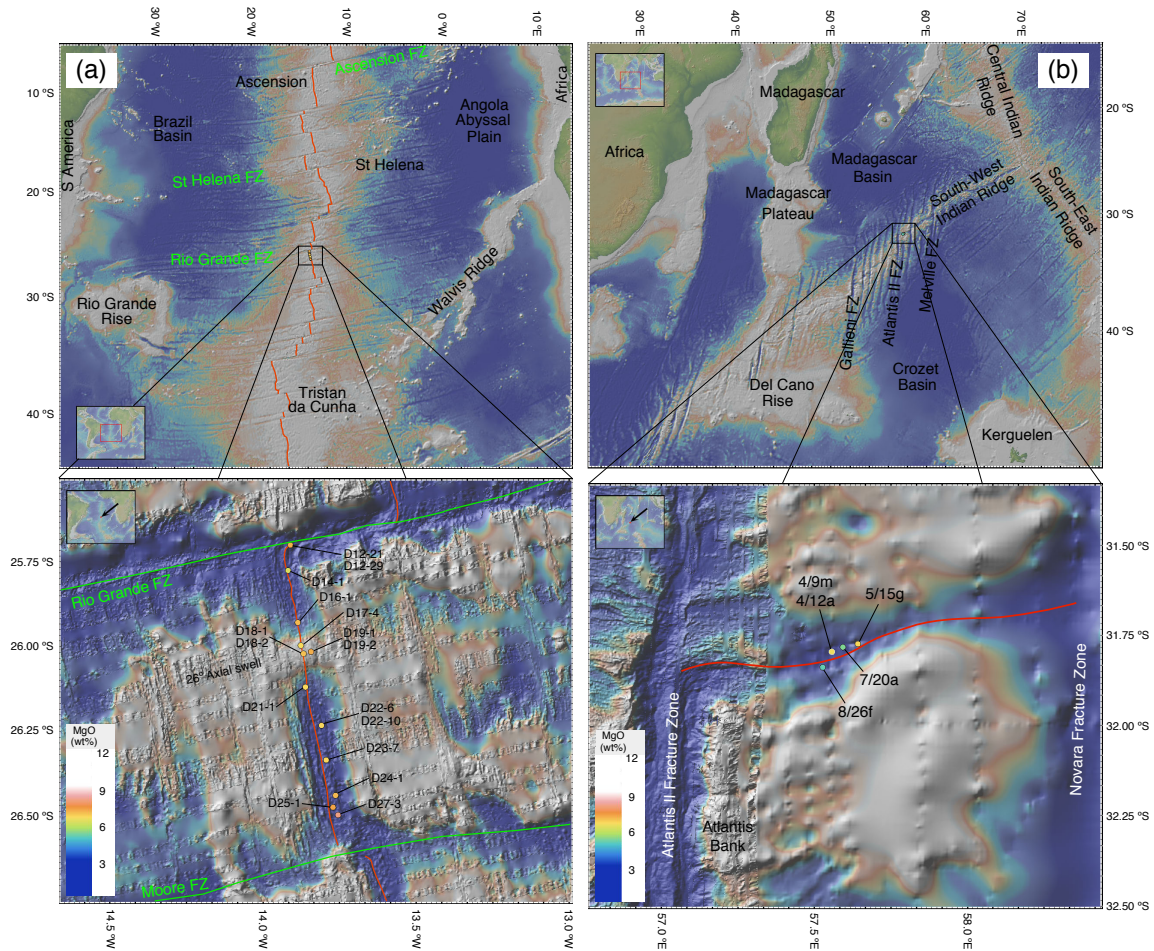 30 °W
20 °W
10 °W
0 °W
10 °E
30 °E
50 °E
60 °E
70 °E
(a)
Ascension FZ
Ascension
Africa
10 °S
Brazil
Basin
Angola
Abyssal
Plain
S America
St Helena
St Helena FZ
20 °S
Rio Grande FZ
Walvis Ridge
30 °S
Rio Grande
Rise
Tristan
da Cunha
40 °S
(b)
Central Indian
Ridge
Madagascar
20 °S
Africa
Madagascar
Basin
South-West
Indian Ridge
South-East
Indian Ridge
Madagascar
Plateau
30 °S
Gallieni FZ
Atlantis II FZ
Melville FZ
40 °S
Crozet
Basin
Del Cano
Rise
Kerguelen
25.75 °S
Rio Grande FZ
D12-21
D12-29
D14-1
D16-1
D17-4
D18-1
D18-2
D19-1
D19-2
26.00 °S
26° Axial swell
D21-1
D22-6
D22-10
26.25 °S
D23-7
D24-1
D25-1
D27-3
26.50 °S
Moore FZ
MgO
(wt%)
12
9
6
3
14.5 °W
14.0 °W
13.5 °W
13.0 °W
31.50 °S
4/9m
4/12a
5/15g
31.75 °S
7/20a
8/26f
Atlantis II Fracture Zone
Novara Fracture Zone
32.00 °S
MgO
(wt%)
12
9
6
3
32.25 °S
Atlantis
Bank
32.50 °S
57.0 °E
57.5 °E
58.0 °E